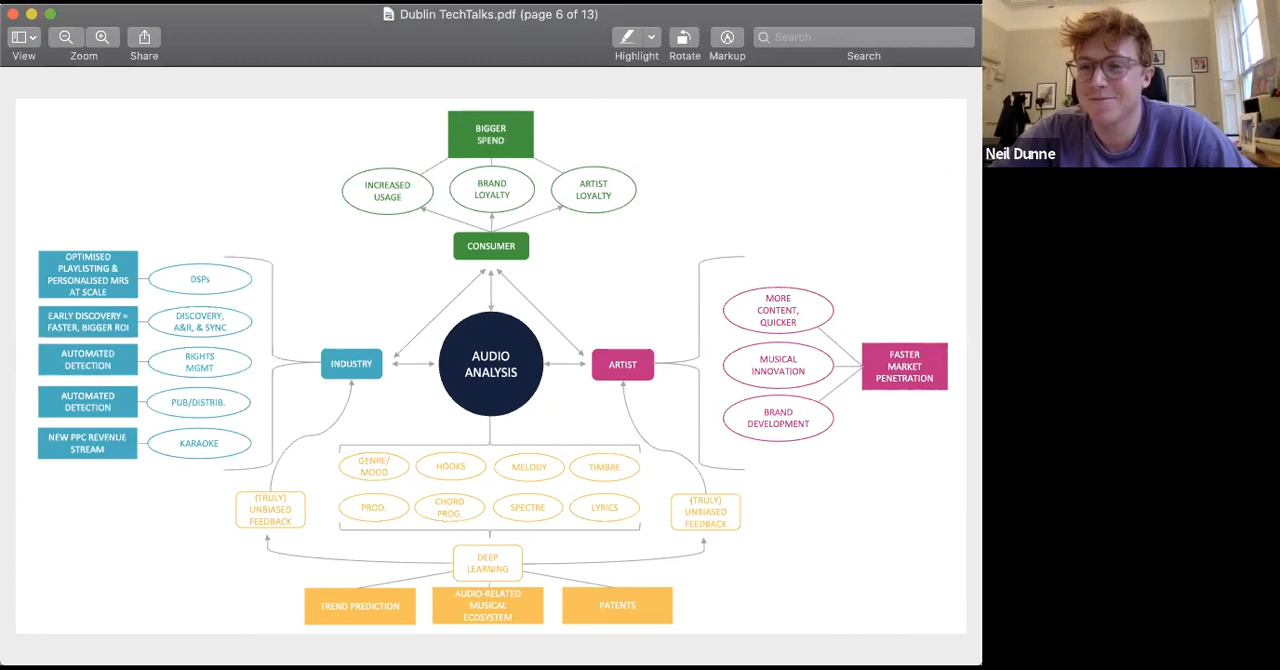 Dublin TechTalks.pdf (page 6 of 13)
View
Zoom
Share
Highlight
Rotate
Markup
Search
Search
Neil Dunne
BIGGER
SPEND
INCREASED
USAGE
BRAND
LOYALTY
ARTIST
LOYALTY
CONSUMER
OPTIMISED
PLAYLISTING &
PERSONALISED MRS
AT SCALE
DSPs
EARLY DISCOVERY =
FASTER, BIGGER ROI
DISCOVERY,
A&R, & SYNC
AUTOMATED
DETECTION
RIGHTS
MGMT
AUTOMATED
DETECTION
PUB/DISTRIB.
NEW PPC REVENUE
STREAM
KARAOKE
INDUSTRY
AUDIO
ANALYSIS
ARTIST
MORE
CONTENT,
QUICKER
MUSICAL
INNOVATION
BRAND
DEVELOPMENT
FASTER
MARKET
PENETRATION
GENRE/
MOOD
HOOKS
MELODY
TIMBRE
PROD.
CHORD
PROG.
SPECTRE
LYRICS
(TRULY)
UNBIASED
FEEDBACK
(TRULY)
UNBIASED
FEEDBACK
DEEP
LEARNING
TREND PREDICTION
AUDIO-RELATED
MUSICAL
ECOSYSTEM
PATENTS